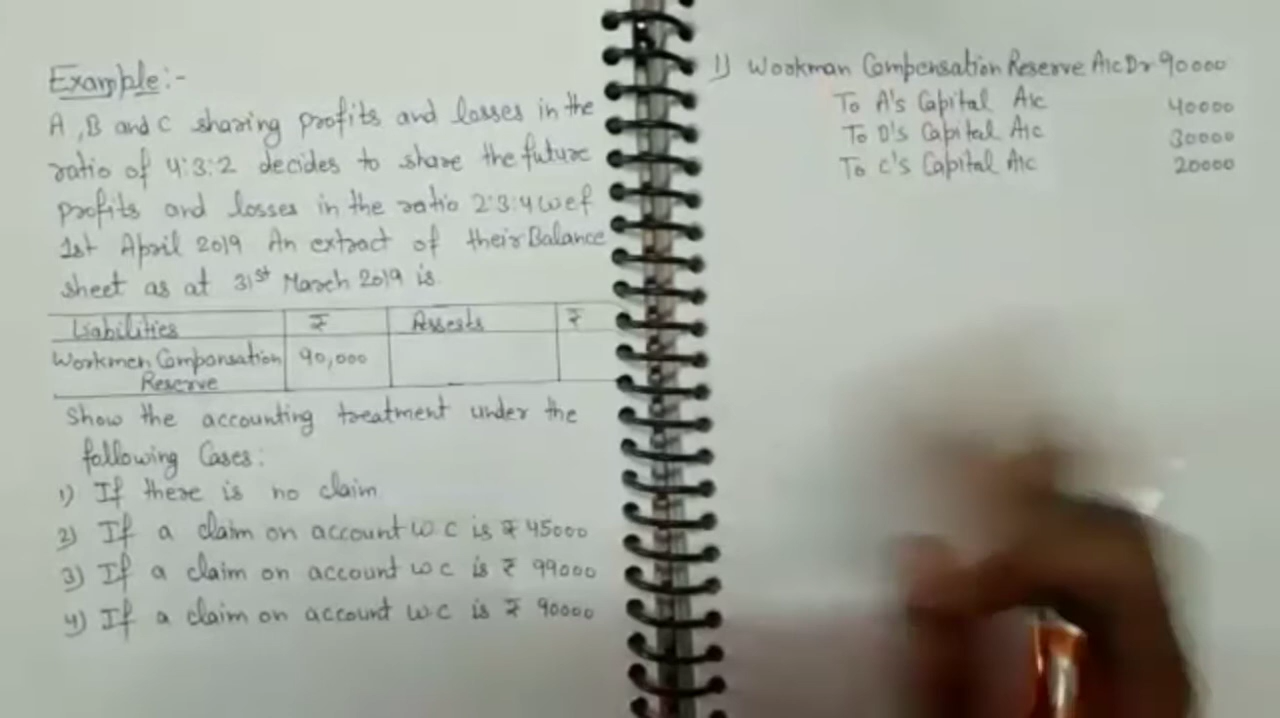 Example:-
A, B and C sharing profits and losses in the
ratio of 4:3:2 decides to share the future
profits and losses in the ratio 2:3:4 wef
1st April 2019 An extract of their Balance
sheet as at 31st March 2019 is.
Liabilities ₹ Assests ₹
Workmen Compansation 90,000
Reserve
Show the accounting treatment under the
following Cases:
1) If there is no claim
2) If a claim on account w c is ₹ 45000
3) If a claim on account w c is ₹ 99000
4) If a claim on account w c is ₹ 90000
1) Workman Compensation Reserve A/c Dr 90000
To A's Capital A/c 40000
To B's Capital A/c 30000
To C's Capital A/c 20000